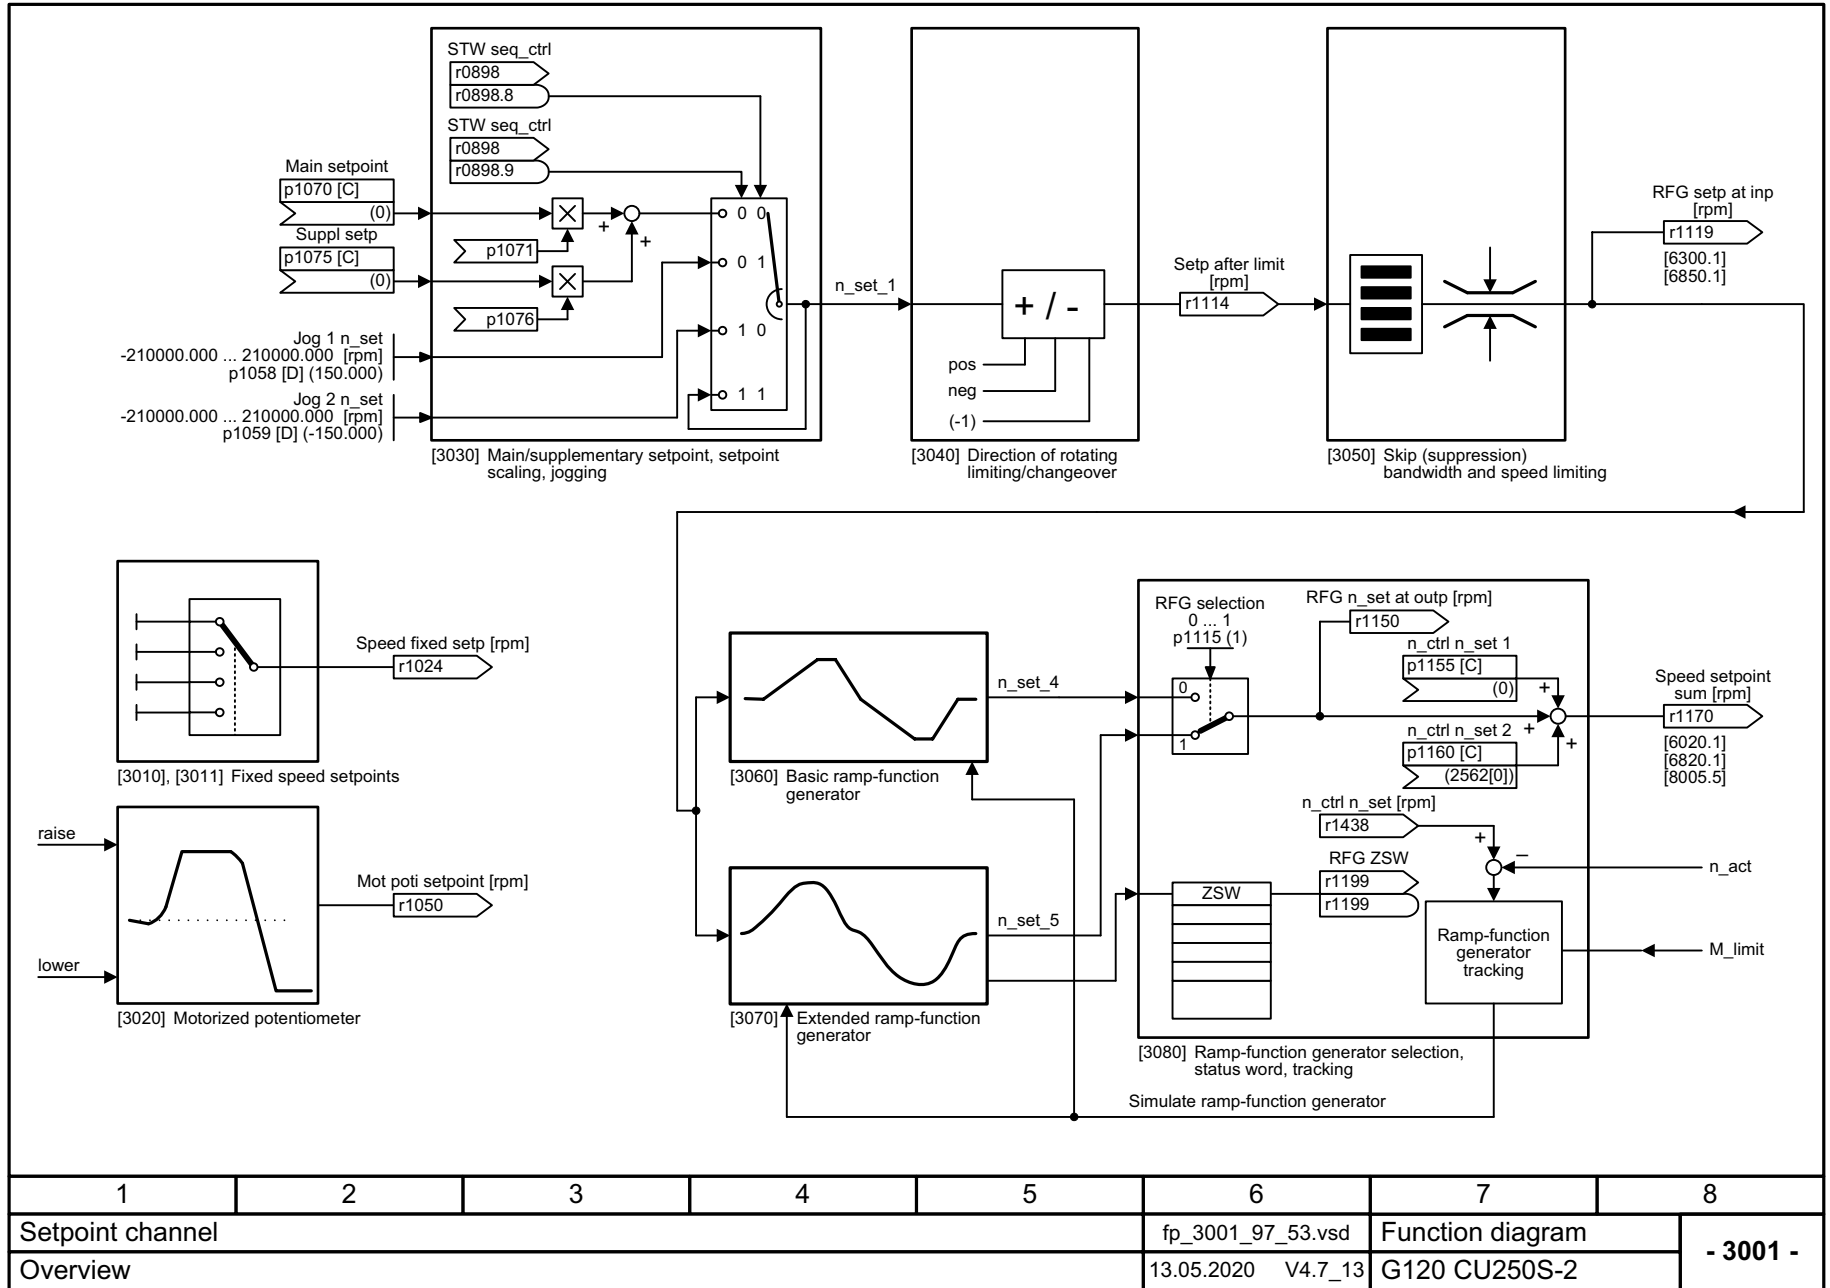 STW seq_ctrl
r0898
r0898.8
STW seq_ctrl
r0898
r0898.9
Main setpoint
p1070 [C]
(0)
Suppl setp
p1075 [C]
(0)
p1071
p1076
+
+
0 0
0 1
1 0
1 1
Jog 1 n_set
-210000.000 ... 210000.000 [rpm]
p1058 [D] (150.000)
Jog 2 n_set
-210000.000 ... 210000.000 [rpm]
p1059 [D] (-150.000)
[3030] Main/supplementary setpoint, setpoint
scaling, jogging
n_set_1
+ / -
pos
neg
(-1)
[3040] Direction of rotating
limiting/changeover
Setp after limit
[rpm]
r1114
[3050] Skip (suppression)
bandwidth and speed limiting
RFG setp at inp
[rpm]
r1119
[6300.1]
[6850.1]
Speed fixed setp [rpm]
r1024
[3010], [3011] Fixed speed setpoints
raise
lower
Mot poti setpoint [rpm]
r1050
[3020] Motorized potentiometer
n_set_4
[3060] Basic ramp-function
generator
n_set_5
[3070] Extended ramp-function
generator
RFG selection
0 ... 1
p1115 (1)
0
1
RFG n_set at outp [rpm]
r1150
n_ctrl n_set 1
p1155 [C]
(0)
+
+
+
n_ctrl n_set 2
p1160 [C]
(2562[0])
Speed setpoint
sum [rpm]
r1170
[6020.1]
[6820.1]
[8005.5]
n_ctrl n_set [rpm]
r1438
+
–
n_act
RFG ZSW
r1199
r1199
ZSW
Ramp-function
generator
tracking
M_limit
[3080] Ramp-function generator selection,
status word, tracking
Simulate ramp-function generator
1 2 3 4 5 6 7 8
Setpoint channel
fp_3001_97_53.vsd
Function diagram
- 3001 -
Overview
13.05.2020 V4.7_13
G120 CU250S-2